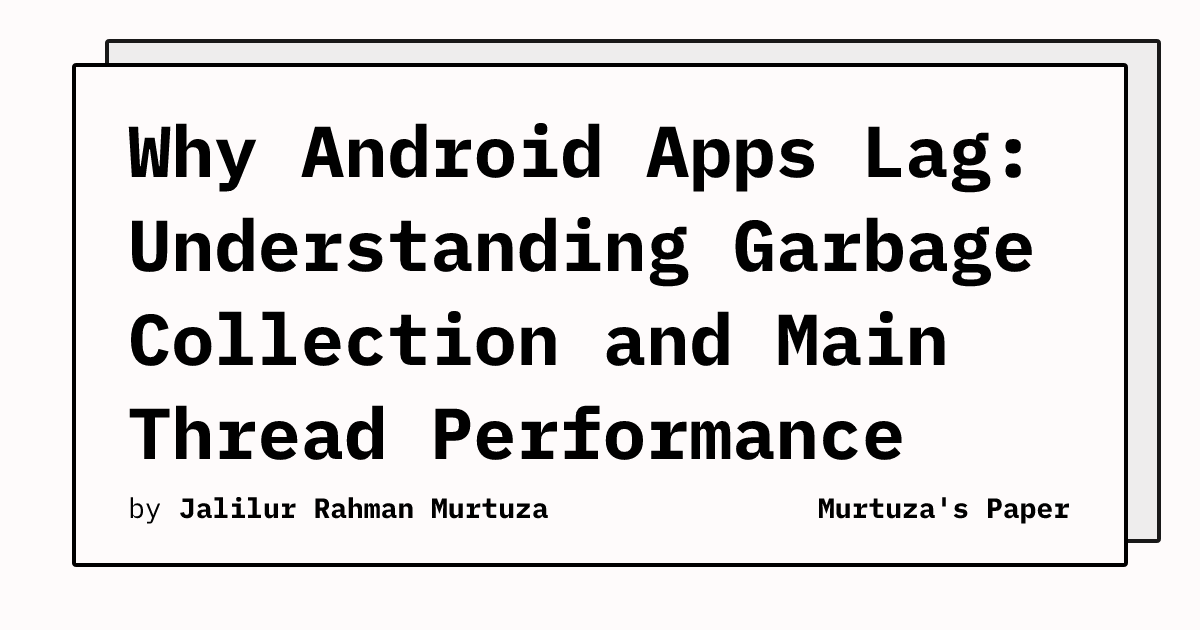 Why Android Apps Lag:
Understanding Garbage
Collection and Main
Thread Performance
by Jalilur Rahman Murtuza
Murtuza's Paper